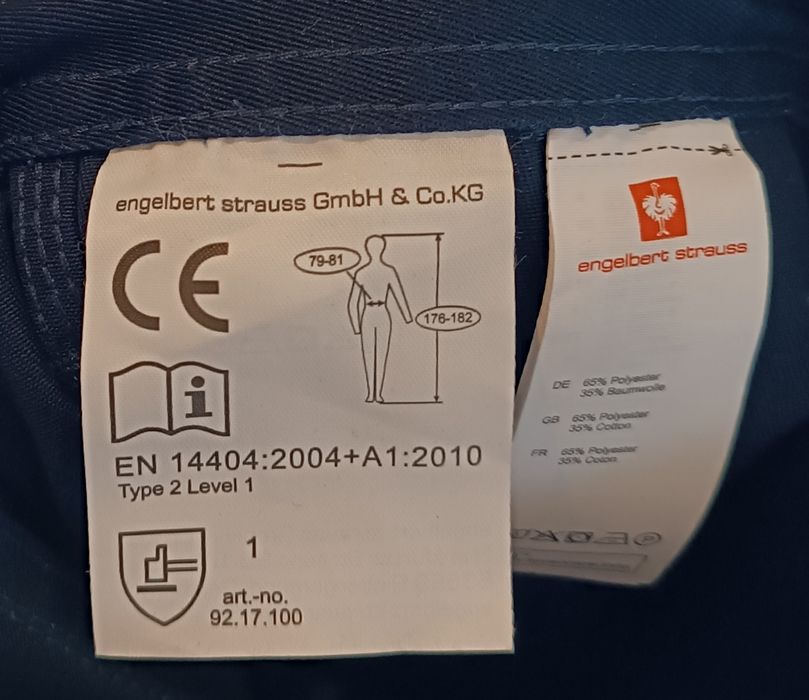 engelbert strauss GmbH & Co.KG
CE
79-81
176-182
i
EN 14404:2004+A1:2010
Type 2 Level 1
1
art.-no.
92.17.100
engelbert strauss
DE 65% Polyester
35% Baumwolle
GB 65% Polyester
35% Cotton
FR 65% Polyester
35% Coton
P